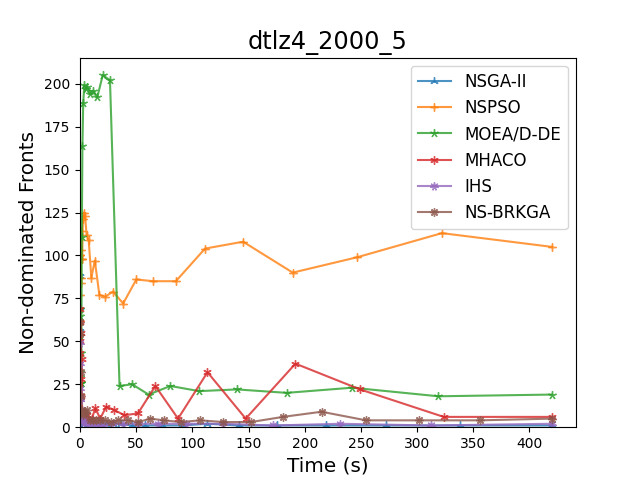 dtlz4_2000_5
Non-dominated Fronts
200
175
150
125
100
75
50
25
0
0 50 100 150 200 250 300 350 400
Time (s)
NSGA-II
NSPSO
MOEA/D-DE
MHACO
IHS
NS-BRKGA